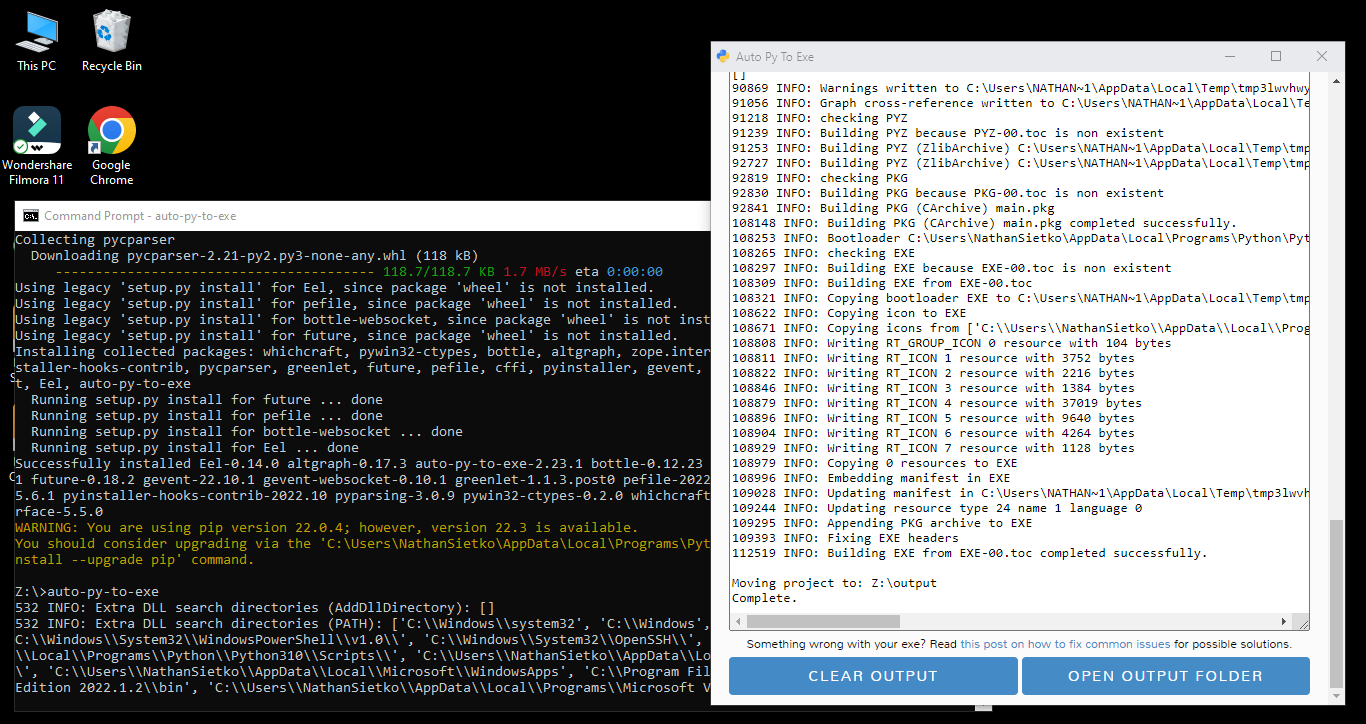 This PC
Recycle Bin
Wondershare
Filmora 11
Google
Chrome
Command Prompt - auto-py-to-exe
Collecting pycparser
Downloading pycparser-2.21-py2.py3-none-any.whl (118 kB)
---------------------------------------- 118.7/118.7 KB 1.7 MB/s eta 0:00:00
Using legacy 'setup.py install' for Eel, since package 'wheel' is not installed.
Using legacy 'setup.py install' for pefile, since package 'wheel' is not installed.
Using legacy 'setup.py install' for bottle-websocket, since package 'wheel' is not inst
Using legacy 'setup.py install' for future, since package 'wheel' is not installed.
Installing collected packages: whichcraft, pywin32-ctypes, bottle, altgraph, zope.inter
staller-hooks-contrib, pycparser, greenlet, future, pefile, cffi, pyinstaller, gevent,
t, Eel, auto-py-to-exe
Running setup.py install for future ... done
Running setup.py install for pefile ... done
Running setup.py install for bottle-websocket ... done
Running setup.py install for Eel ... done
Successfully installed Eel-0.14.0 altgraph-0.17.3 auto-py-to-exe-2.23.1 bottle-0.12.23
1 future-0.18.2 gevent-22.10.1 gevent-websocket-0.10.1 greenlet-1.1.3.post0 pefile-2022
5.6.1 pyinstaller-hooks-contrib-2022.10 pyparsing-3.0.9 pywin32-ctypes-0.2.0 whichcraft
rface-5.5.0
WARNING: You are using pip version 22.0.4; however, version 22.3 is available.
You should consider upgrading via the 'C:\Users\NathanSietko\AppData\Local\Programs\Pyt
nstall --upgrade pip' command.
Z:\>auto-py-to-exe
532 INFO: Extra DLL search directories (AddDllDirectory): []
532 INFO: Extra DLL search directories (PATH): ['C:\\Windows\\system32', 'C:\\Windows',
C:\\Windows\\System32\\WindowsPowerShell\\v1.0\\', 'C:\\Windows\\System32\\OpenSSH\\',
\\Local\\Programs\\Python\\Python310\\Scripts\\', 'C:\\Users\\NathanSietko\\AppData\\Lo
\', 'C:\\Users\\NathanSietko\\AppData\\Local\\Microsoft\\WindowsApps', 'C:\\Program Fil
Edition 2022.1.2\\bin', 'C:\\Users\\NathanSietko\\AppData\\Local\\Programs\\Microsoft V
Auto Py To Exe
[]
90869 INFO: Warnings written to C:\Users\NATHAN~1\AppData\Local\Temp\tmp3lwvhwy
91056 INFO: Graph cross-reference written to C:\Users\NATHAN~1\AppData\Local\Te
91218 INFO: checking PYZ
91239 INFO: Building PYZ because PYZ-00.toc is non existent
91253 INFO: Building PYZ (ZlibArchive) C:\Users\NATHAN~1\AppData\Local\Temp\tmp
92727 INFO: Building PYZ (ZlibArchive) C:\Users\NATHAN~1\AppData\Local\Temp\tmp
92819 INFO: checking PKG
92830 INFO: Building PKG because PKG-00.toc is non existent
92841 INFO: Building PKG (CArchive) main.pkg
108148 INFO: Building PKG (CArchive) main.pkg completed successfully.
108253 INFO: Bootloader C:\Users\NathanSietko\AppData\Local\Programs\Python\Pyt
108265 INFO: checking EXE
108297 INFO: Building EXE because EXE-00.toc is non existent
108309 INFO: Building EXE from EXE-00.toc
108321 INFO: Copying bootloader EXE to C:\Users\NATHAN~1\AppData\Local\Temp\tmp
108622 INFO: Copying icon to EXE
108671 INFO: Copying icons from ['C:\\Users\\NathanSietko\\AppData\\Local\\Prog
108808 INFO: Writing RT_GROUP_ICON 0 resource with 104 bytes
108811 INFO: Writing RT_ICON 1 resource with 3752 bytes
108822 INFO: Writing RT_ICON 2 resource with 2216 bytes
108846 INFO: Writing RT_ICON 3 resource with 1384 bytes
108879 INFO: Writing RT_ICON 4 resource with 37019 bytes
108896 INFO: Writing RT_ICON 5 resource with 9640 bytes
108904 INFO: Writing RT_ICON 6 resource with 4264 bytes
108929 INFO: Writing RT_ICON 7 resource with 1128 bytes
108979 INFO: Copying 0 resources to EXE
108996 INFO: Embedding manifest in EXE
109028 INFO: Updating manifest in C:\Users\NATHAN~1\AppData\Local\Temp\tmp3lwvh
109244 INFO: Updating resource type 24 name 1 language 0
109295 INFO: Appending PKG archive to EXE
109393 INFO: Fixing EXE headers
112519 INFO: Building EXE from EXE-00.toc completed successfully.
Moving project to: Z:\output
Complete.
Something wrong with your exe? Read this post on how to fix common issues for possible solutions.
CLEAR OUTPUT
OPEN OUTPUT FOLDER